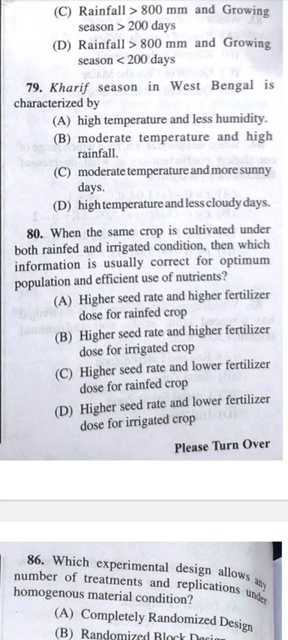 (C) Rainfall > 800 mm and Growing
season > 200 days
(D) Rainfall > 800 mm and Growing
season < 200 days
79. Kharif season in West Bengal is
characterized by
(A) high temperature and less humidity.
(B) moderate temperature and high
rainfall.
(C) moderate temperature and more sunny
days.
(D) high temperature and less cloudy days.
80. When the same crop is cultivated under
both rainfed and irrigated condition, then which
information is usually correct for optimum
population and efficient use of nutrients?
(A) Higher seed rate and higher fertilizer
dose for rainfed crop
(B) Higher seed rate and higher fertilizer
dose for irrigated crop
(C) Higher seed rate and lower fertilizer
dose for rainfed crop
(D) Higher seed rate and lower fertilizer
dose for irrigated crop
Please Turn Over
86. Which experimental design allows any
number of treatments and replications under
homogenous material condition?
(A) Completely Randomized Design
(B) Randomized Block Design